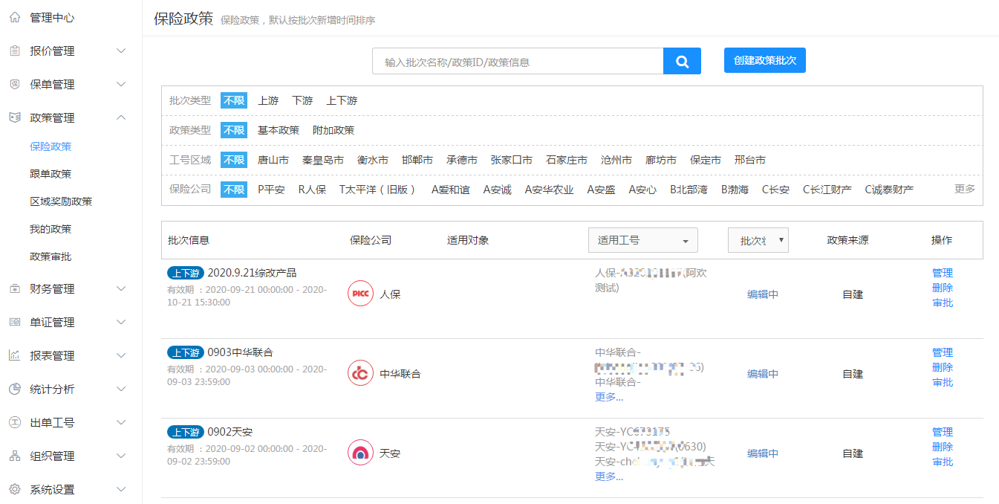 管理中心
报价管理
保单管理
政策管理
保险政策
跟单政策
区域奖励政策
我的政策
政策审批
财务管理
单证管理
报表管理
统计分析
出单工号
组织管理
系统设置
保险政策 保险政策，默认按批次新增时间排序
输入批次名称/政策ID/政策信息
创建政策批次
批次类型 不限 上游 下游 上下游
政策类型 不限 基本政策 附加政策
工号区域 不限 唐山市 秦皇岛市 衡水市 邯郸市 承德市 张家口市 石家庄市 沧州市 廊坊市 保定市 邢台市
保险公司 不限 P平安 R人保 T太平洋（旧版） A爱和谊 A安诚 A安华农业 A安盛 A安心 B北部湾 B渤海 C长安 C长江财产 C诚泰财产 更多
批次信息 保险公司 适用对象 适用工号 批次 政策来源 操作
上下游 2020.9.21综改产品
有效期 ：2020-09-21 00:00:00 - 2020-
10-21 15:30:00
PICC 人保
人保- (阿欢
测试)
编辑中
自建
管理
删除
审批
上下游 0903中华联合
有效期 ：2020-09-03 00:00:00 - 2020-
09-03 23:59:00
中华联合
中华联合-
中华联合-
更多...
编辑中
自建
管理
删除
审批
上下游 0902天安
有效期 ：2020-09-02 00:00:00 - 2020-
09-02 23:59:00
天安
天安-
天安- (0630)
天安- 天
更多...
编辑中
自建
管理
删除
审批